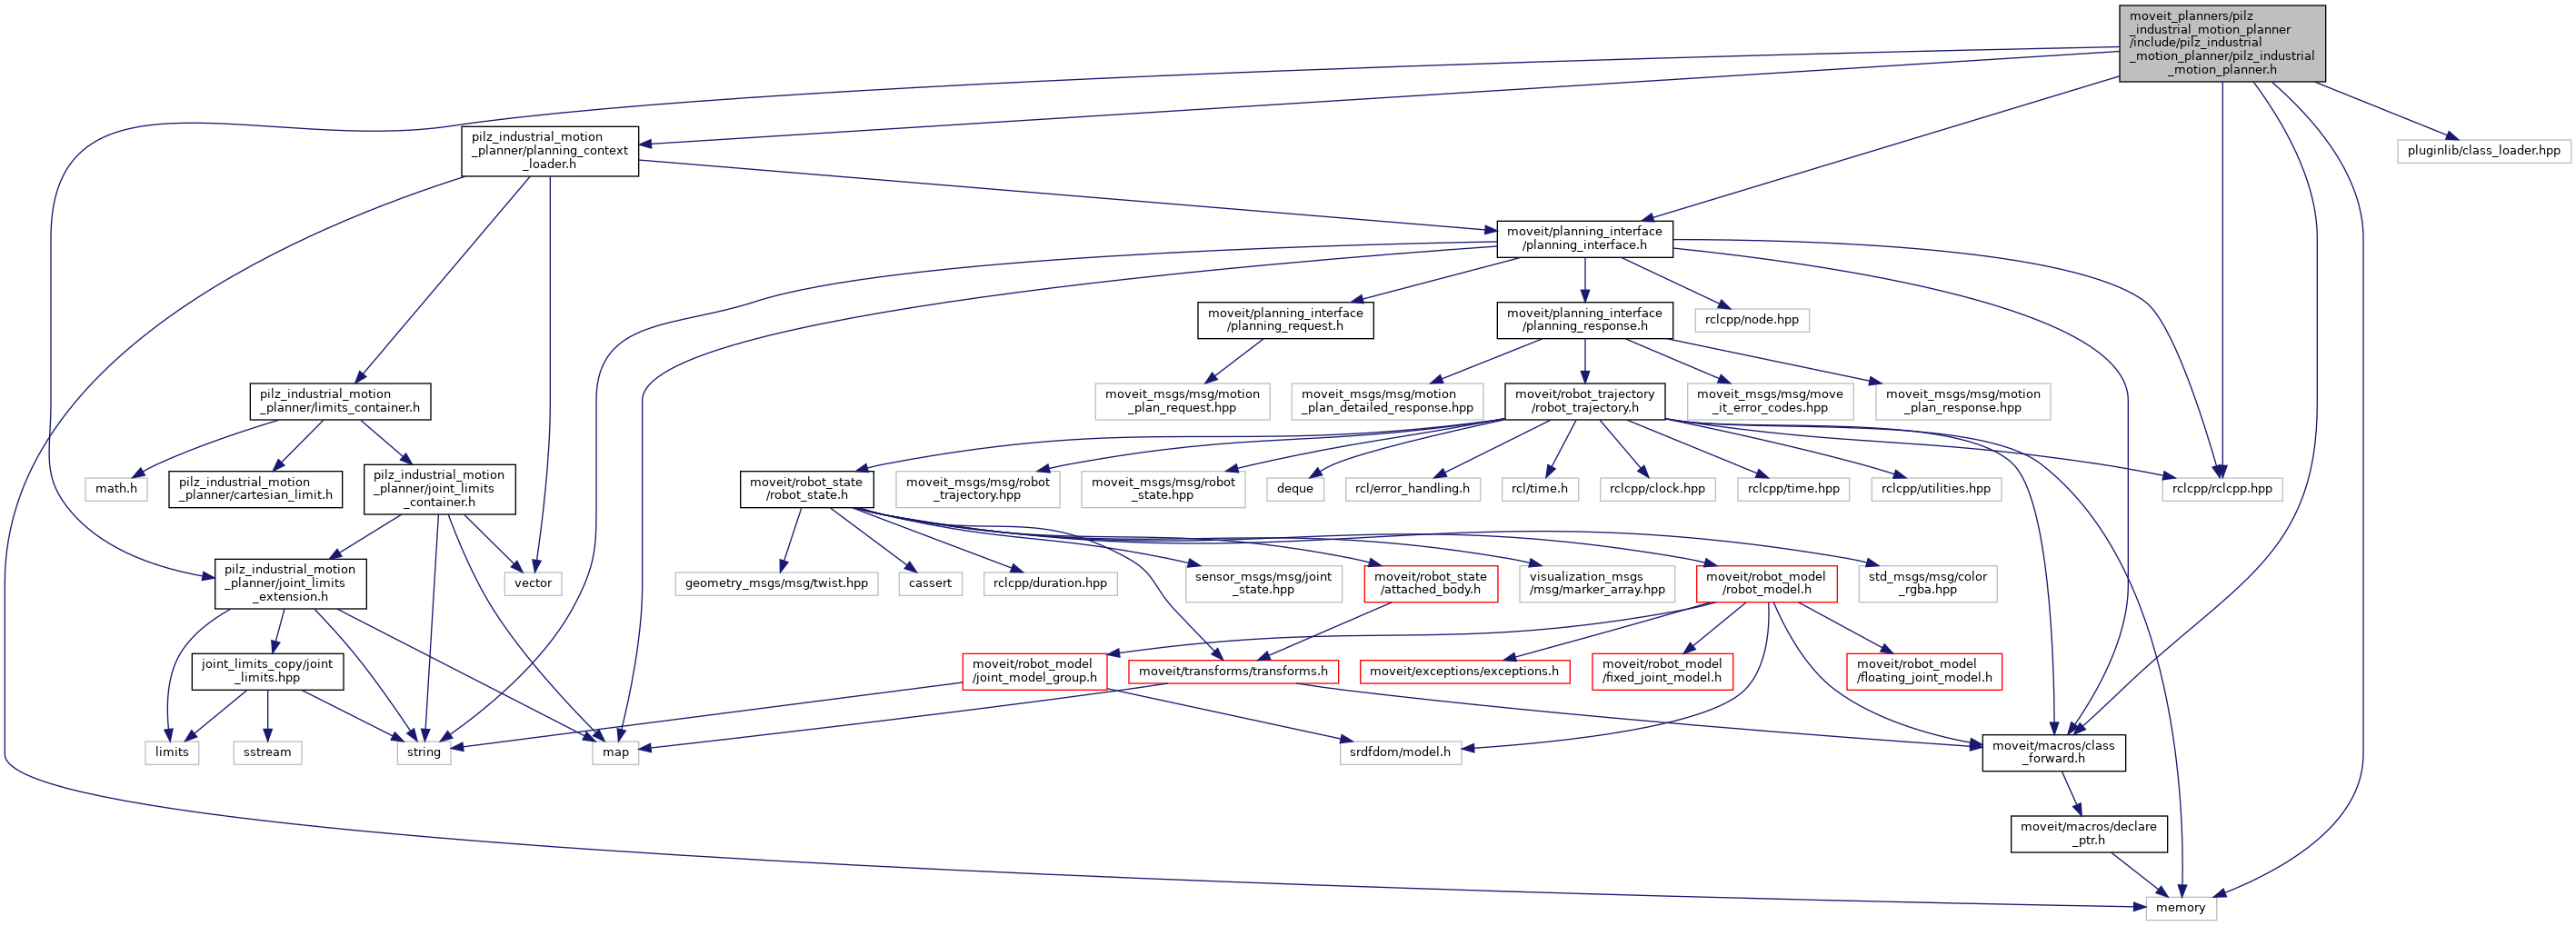 moveit_planners/pilz
_industrial_motion_planner
/include/pilz_industrial
_motion_planner/pilz_industrial
_motion_planner.h
pilz_industrial_motion
_planner/planning_context
_loader.h
pluginlib/class_loader.hpp
moveit/planning_interface
/planning_interface.h
moveit/planning_interface
/planning_request.h
moveit/planning_interface
/planning_response.h
rclcpp/node.hpp
pilz_industrial_motion
_planner/limits_container.h
moveit_msgs/msg/motion
_plan_request.hpp
moveit_msgs/msg/motion
_plan_detailed_response.hpp
moveit/robot_trajectory
/robot_trajectory.h
moveit_msgs/msg/move
_it_error_codes.hpp
moveit_msgs/msg/motion
_plan_response.hpp
math.h
pilz_industrial_motion
_planner/cartesian_limit.h
pilz_industrial_motion
_planner/joint_limits
_container.h
moveit/robot_state
/robot_state.h
moveit_msgs/msg/robot
_trajectory.hpp
moveit_msgs/msg/robot
_state.hpp
deque
rcl/error_handling.h
rcl/time.h
rclcpp/clock.hpp
rclcpp/time.hpp
rclcpp/utilities.hpp
rclcpp/rclcpp.hpp
pilz_industrial_motion
_planner/joint_limits
_extension.h
vector
geometry_msgs/msg/twist.hpp
cassert
rclcpp/duration.hpp
sensor_msgs/msg/joint
_state.hpp
moveit/robot_state
/attached_body.h
visualization_msgs
/msg/marker_array.hpp
moveit/robot_model
/robot_model.h
std_msgs/msg/color
_rgba.hpp
joint_limits_copy/joint
_limits.hpp
moveit/robot_model
/joint_model_group.h
moveit/transforms/transforms.h
moveit/exceptions/exceptions.h
moveit/robot_model
/fixed_joint_model.h
moveit/robot_model
/floating_joint_model.h
limits
sstream
string
map
srdfdom/model.h
moveit/macros/class
_forward.h
moveit/macros/declare
_ptr.h
memory